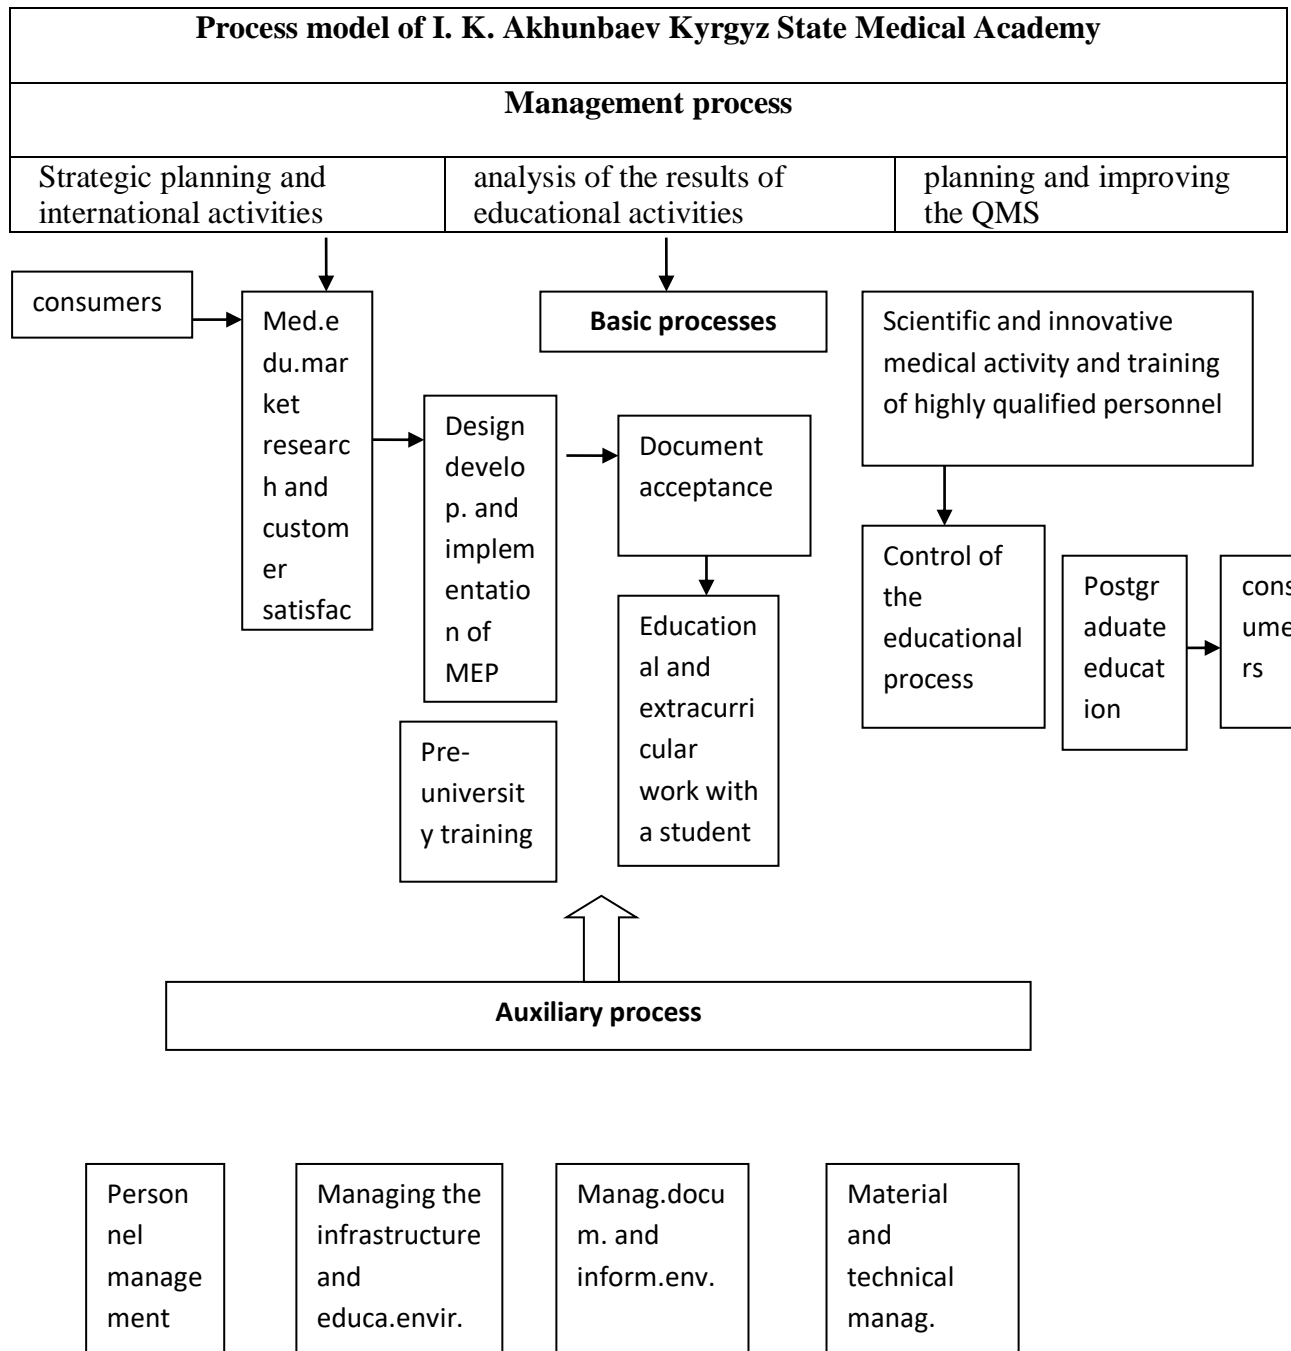 Process model of I. K. Akhunbaev Kyrgyz State Medical Academy
Management process
Strategic planning and
international activities
analysis of the results of
educational activities
planning and improving
the QMS
consumers
Med.e
du.mar
ket
researc
h and
custom
er
satisfac
Basic processes
Scientific and innovative
medical activity and training
of highly qualified personnel
Design
develo
p. and
implem
entatio
n of
MEP
Document
acceptance
Control of
the
educational
process
Postgr
aduate
educat
ion
cons
ume
rs
Education
al and
extracurri
cular
work with
a student
Pre-
universit
y training
Auxiliary process
Person
nel
manage
ment
Managing the
infrastructure
and
educa.envir.
Manag.docu
m. and
inform.env.
Material
and
technical
manag.